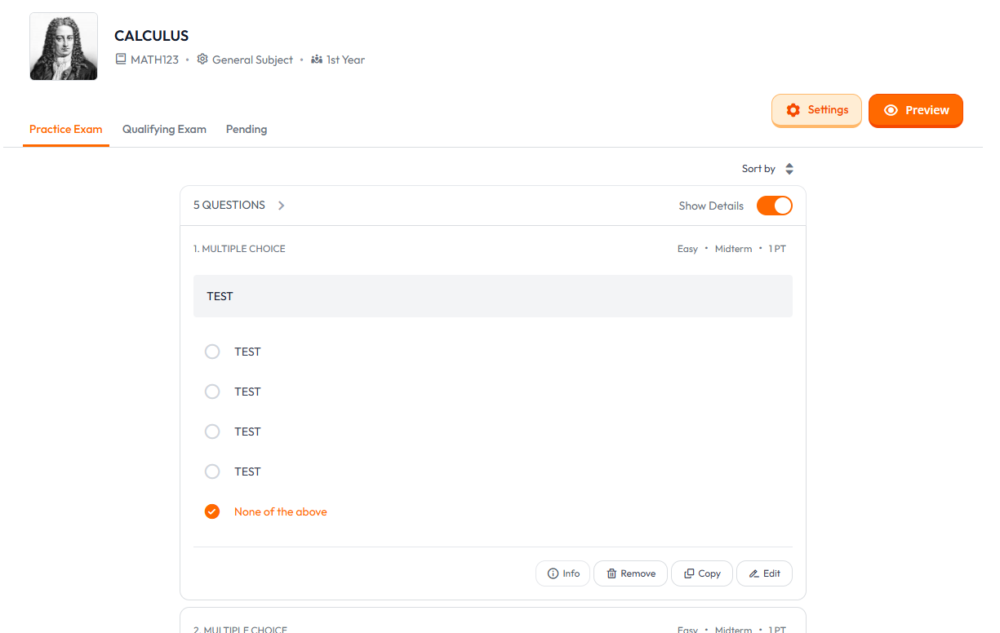 CALCULUS
MATH123 • General Subject • 1st Year
Settings
Preview
Practice Exam
Qualifying Exam
Pending
Sort by
5 QUESTIONS
Show Details
1. MULTIPLE CHOICE
Easy • Midterm • 1 PT
TEST
TEST
TEST
TEST
TEST
None of the above
Info
Remove
Copy
Edit
2. MULTIPLE CHOICE
Easy • Midterm • 1 PT